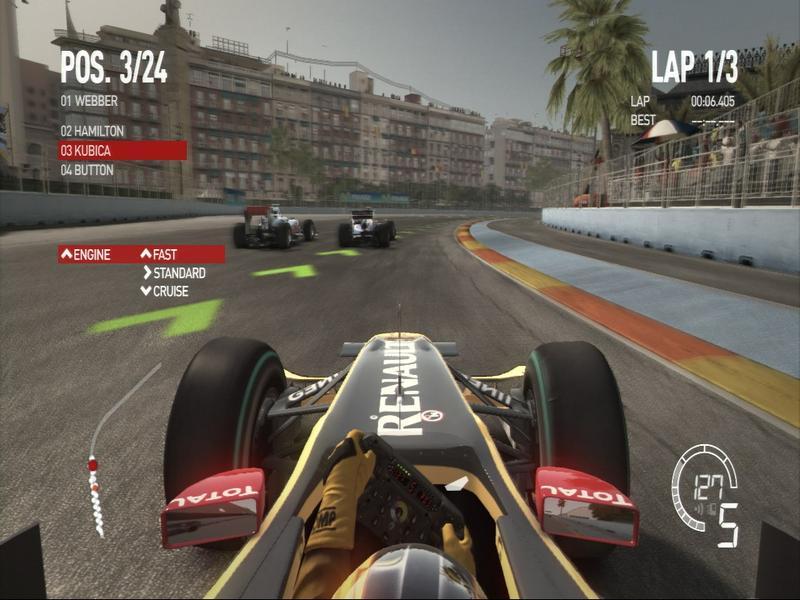 POS. 3/24
LAP 1/3
01 WEBBER
LAP 00:06.405
02 HAMILTON
BEST --:--.---
03 KUBICA
04 BUTTON
ENGINE FAST
STANDARD
CRUISE
RENAULT
TOTAL
TOTAL
127
5